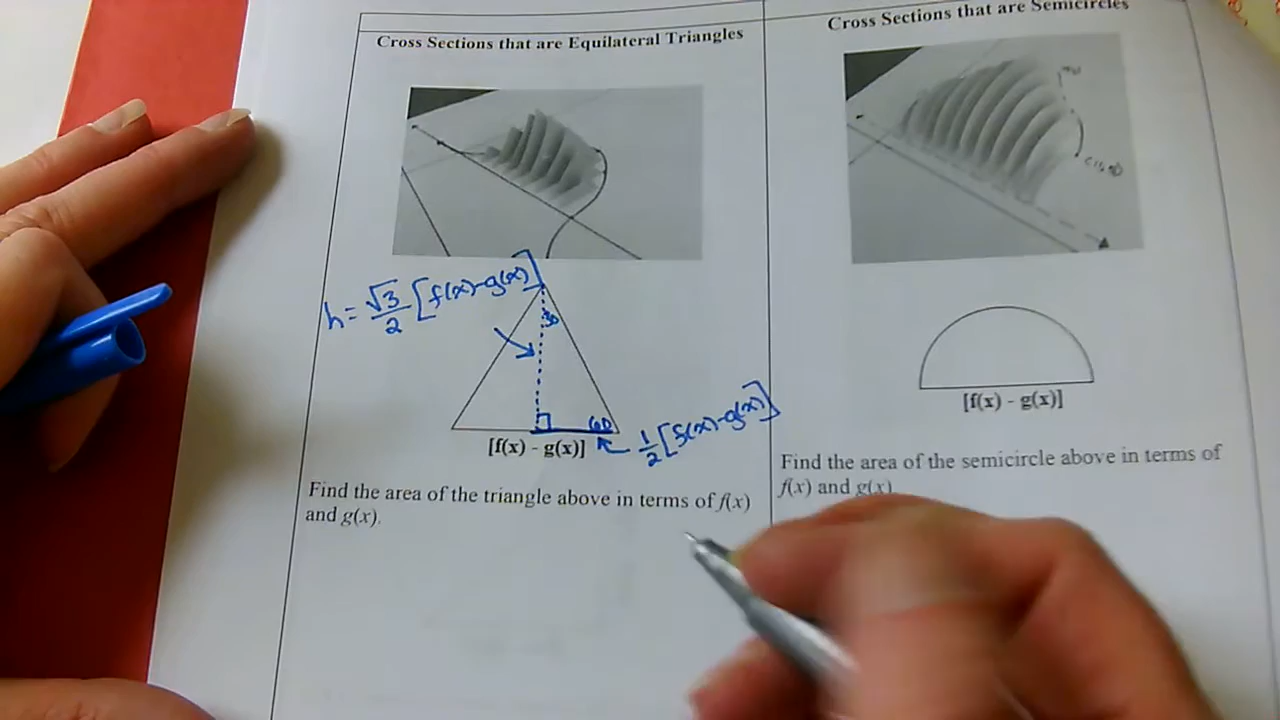 Cross Sections that are Equilateral Triangles
h = √3/2 [f(x)-g(x)]
30
60
[f(x) - g(x)]
1/2 [f(x)-g(x)]
Find the area of the triangle above in terms of f(x)
and g(x).
Cross Sections that are Semicircles
[f(x) - g(x)]
Find the area of the semicircle above in terms of
f(x) and g(x)